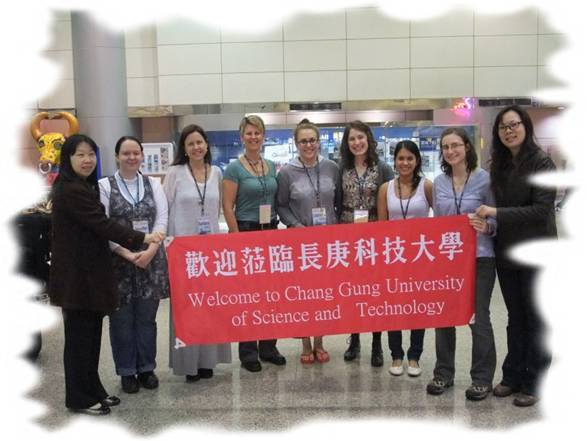 歡迎蒞臨長庚科技大學
Welcome to Chang Gung University
of Science and Technology